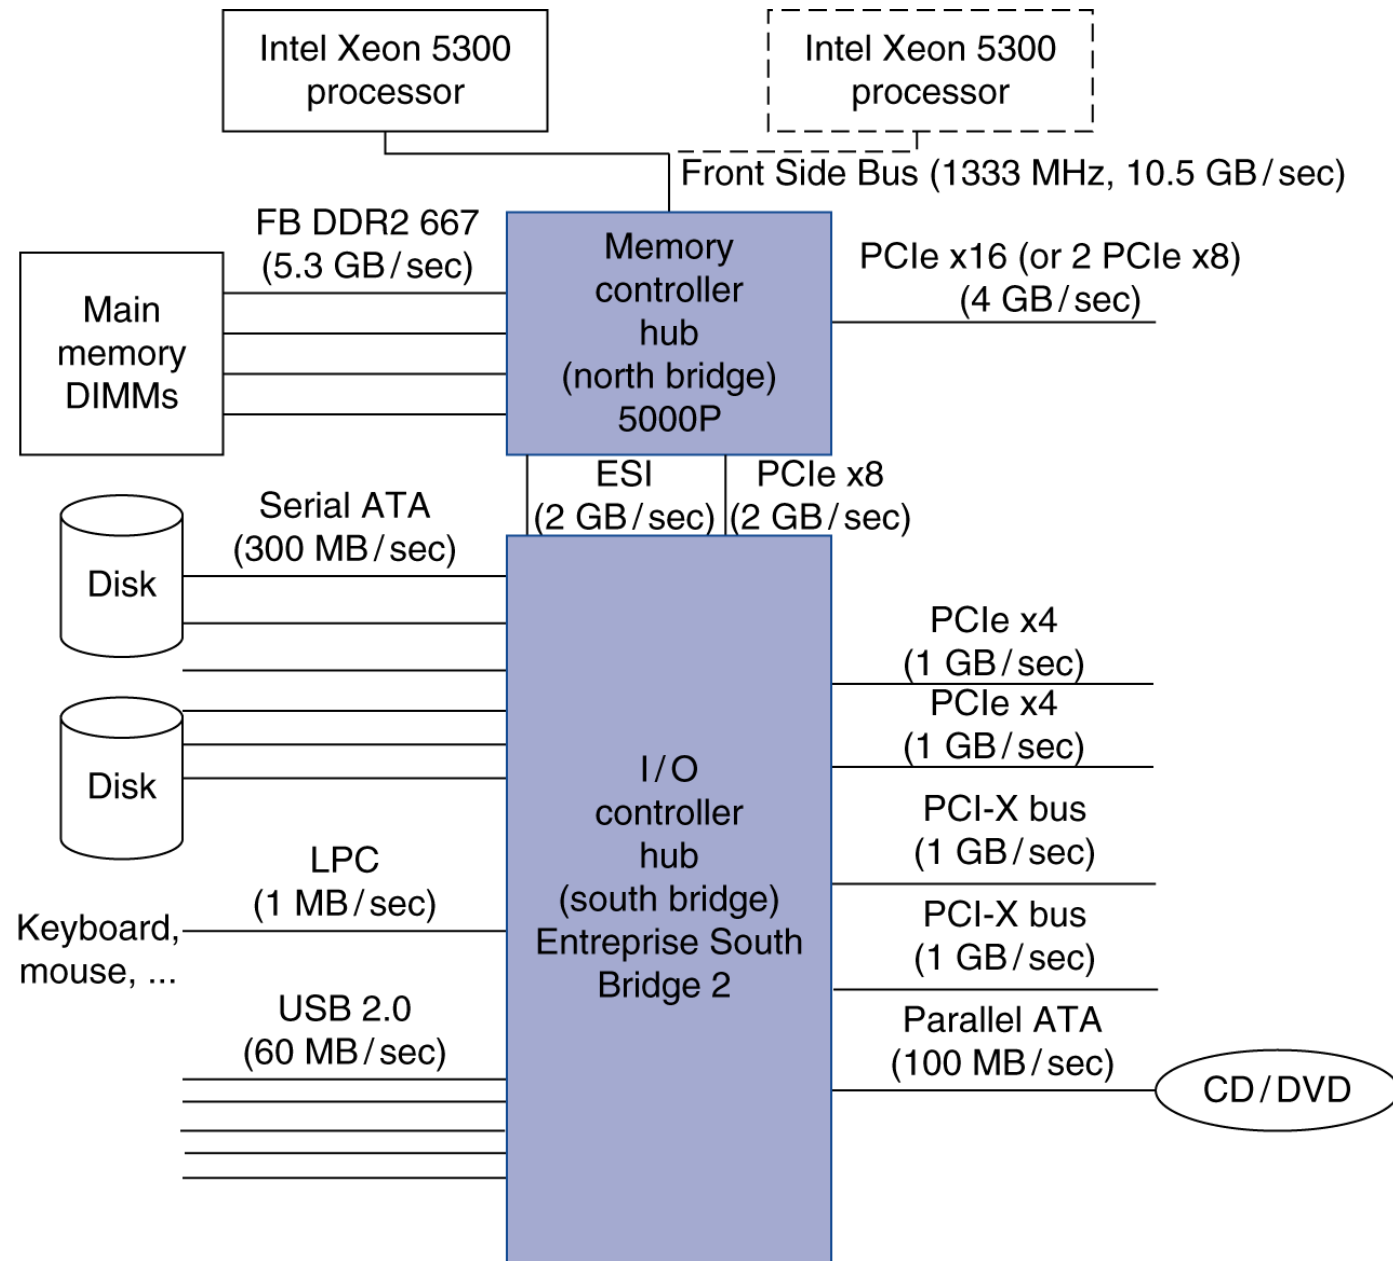 Intel Xeon 5300
processor
Intel Xeon 5300
processor
Front Side Bus (1333 MHz, 10.5 GB/sec)
FB DDR2 667
(5.3 GB/sec)
Main
memory
DIMMs
Memory
controller
hub
(north bridge)
5000P
PCIe x16 (or 2 PCIe x8)
(4 GB/sec)
ESI
(2 GB/sec)
PCIe x8
(2 GB/sec)
Serial ATA
(300 MB/sec)
Disk
Disk
LPC
(1 MB/sec)
Keyboard,
mouse, ...
USB 2.0
(60 MB/sec)
I/O
controller
hub
(south bridge)
Entreprise South
Bridge 2
PCIe x4
(1 GB/sec)
PCIe x4
(1 GB/sec)
PCI-X bus
(1 GB/sec)
PCI-X bus
(1 GB/sec)
Parallel ATA
(100 MB/sec)
CD/DVD